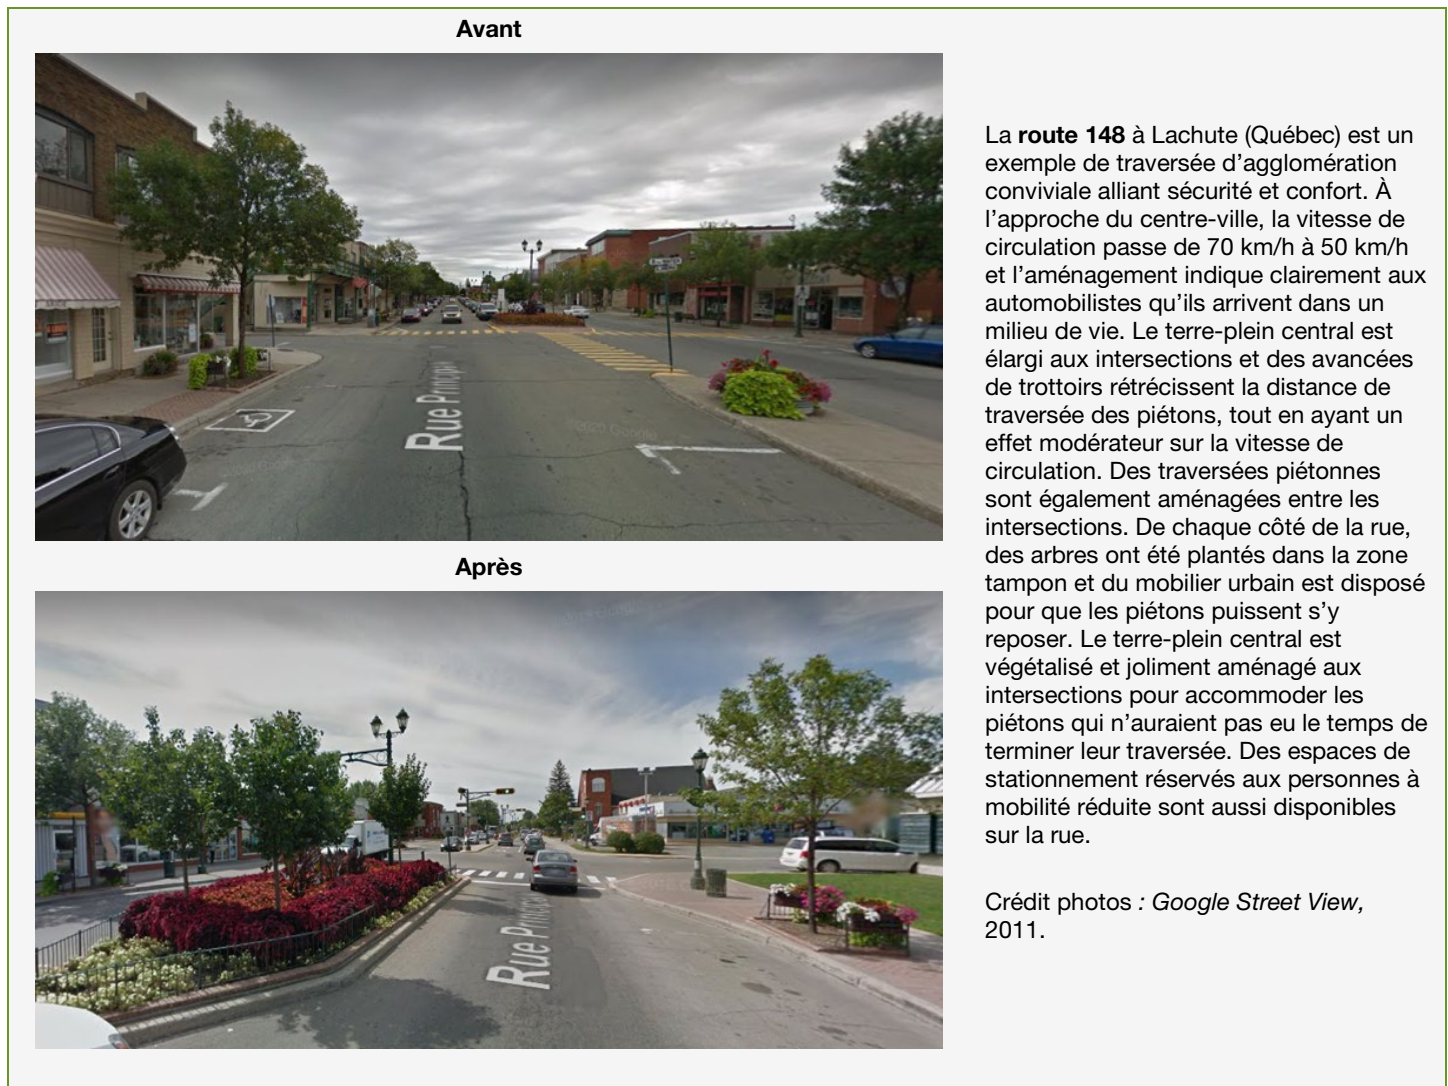 Avant
Rue Principale
Après
Rue Princip
La route 148 à Lachute (Québec) est un
exemple de traversée d’agglomération
conviviale alliant sécurité et confort. À
l’approche du centre-ville, la vitesse de
circulation passe de 70 km/h à 50 km/h
et l’aménagement indique clairement aux
automobilistes qu’ils arrivent dans un
milieu de vie. Le terre-plein central est
élargi aux intersections et des avancées
de trottoirs rétrécissent la distance de
traversée des piétons, tout en ayant un
effet modérateur sur la vitesse de
circulation. Des traversées piétonnes
sont également aménagées entre les
intersections. De chaque côté de la rue,
des arbres ont été plantés dans la zone
tampon et du mobilier urbain est disposé
pour que les piétons puissent s’y
reposer. Le terre-plein central est
végétalisé et joliment aménagé aux
intersections pour accommoder les
piétons qui n’auraient pas eu le temps de
terminer leur traversée. Des espaces de
stationnement réservés aux personnes à
mobilité réduite sont aussi disponibles
sur la rue.
Crédit photos : Google Street View,
2011.